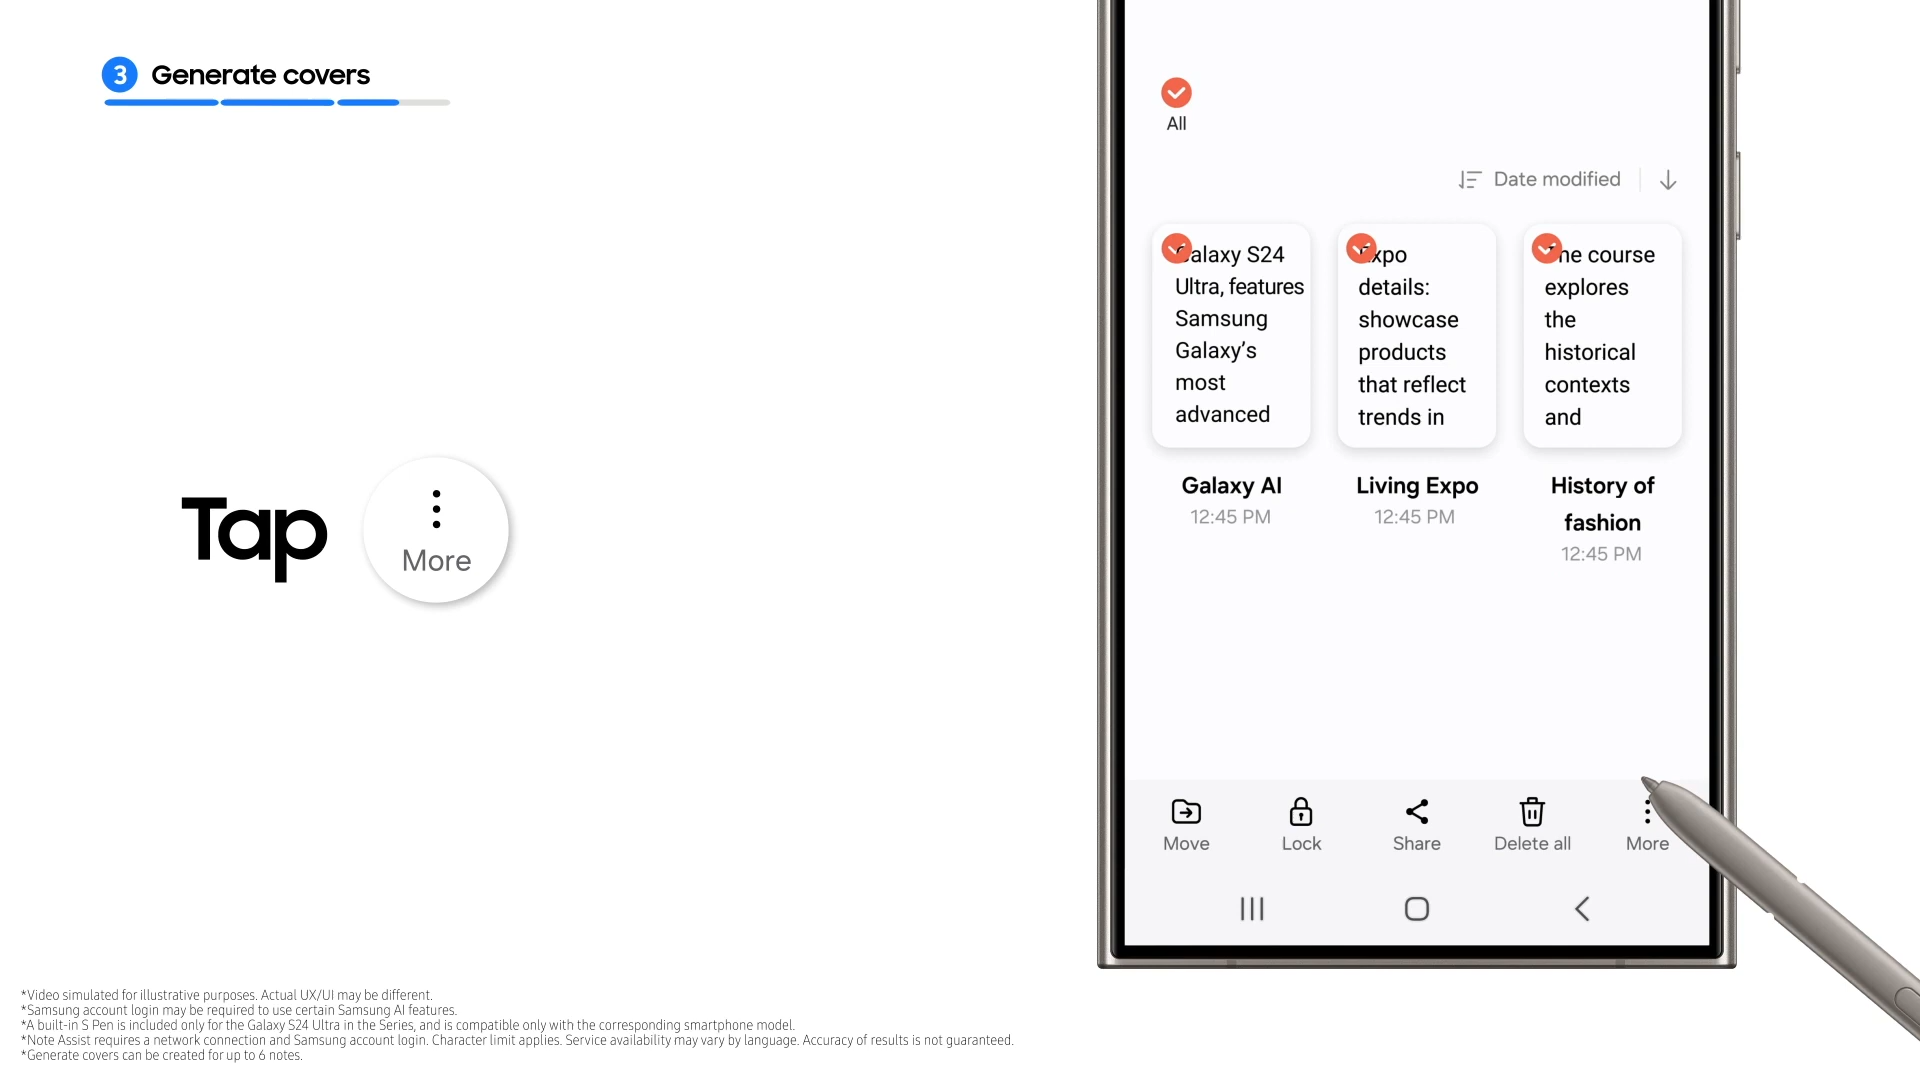 3 Generate covers
Tap
More
All
Date modified
Galaxy S24
Ultra, features
Samsung
Galaxy’s
most
advanced
Expo
details:
showcase
products
that reflect
trends in
The course
explores
the
historical
contexts
and
Galaxy AI
12:45 PM
Living Expo
12:45 PM
History of
fashion
12:45 PM
Move
Lock
Share
Delete all
More
*Video simulated for illustrative purposes. Actual UX/UI may be different.
*Samsung account login may be required to use certain Samsung AI features.
*A built-in S Pen is included only for the Galaxy S24 Ultra in the Series, and is compatible only with the corresponding smartphone model.
*Note Assist requires a network connection and Samsung account login. Character limit applies. Service availability may vary by language. Accuracy of results is not guaranteed.
*Generate covers can be created for up to 6 notes.